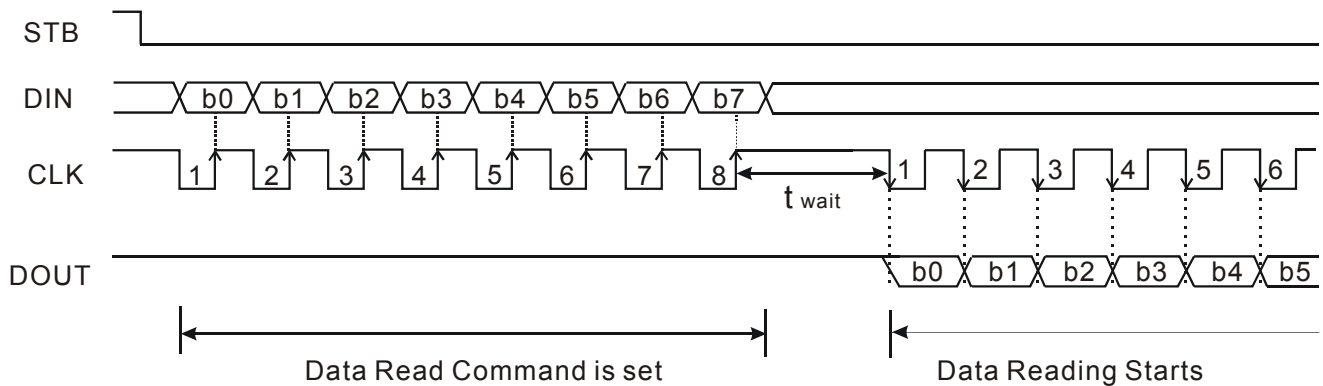 STB
DIN b0 b1 b2 b3 b4 b5 b6 b7
CLK 1 2 3 4 5 6 7 8 1 2 3 4 5 6
t wait
DOUT b0 b1 b2 b3 b4 b5
Data Read Command is set Data Reading Starts